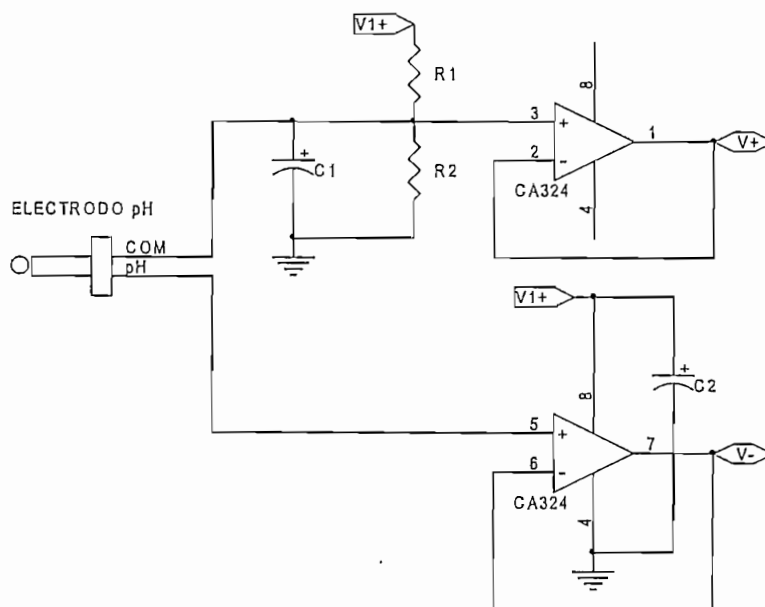 V1+
R1
8
3
+
1
V+
2
-
+
C1
R2
CA324
4
ELECTRODO pH
COM
pH
V1+
+
C2
8
5
+
7
V-
6
-
CA324
4